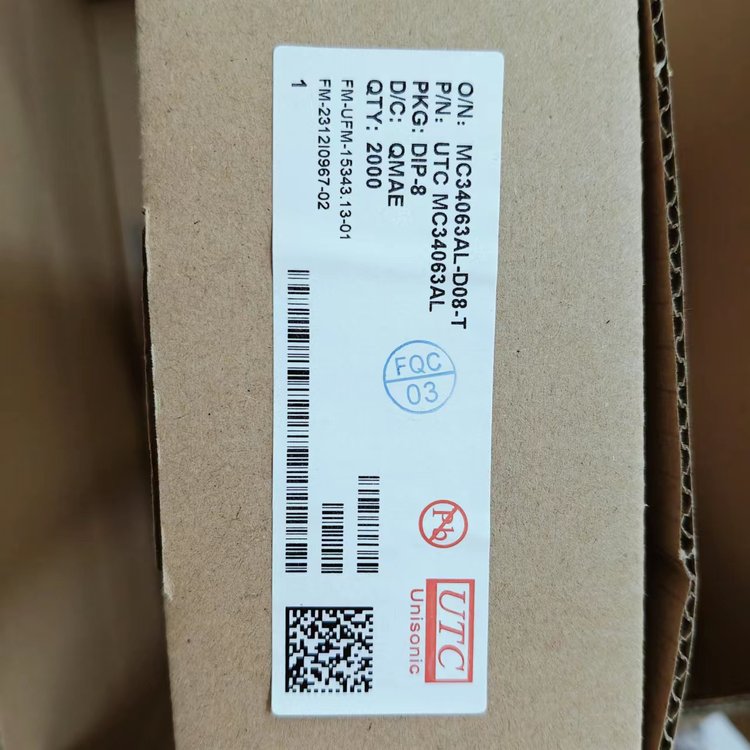 O/N: MC34063AL-D08-T
P/N: UTC MC34063AL
PKG: DIP-8
D/C: QMAE
QTY: 2000
FM-UFM-15343.13-01
FM-2312I0967-02
1
FQC
03
Pb
UTC
Unisonic